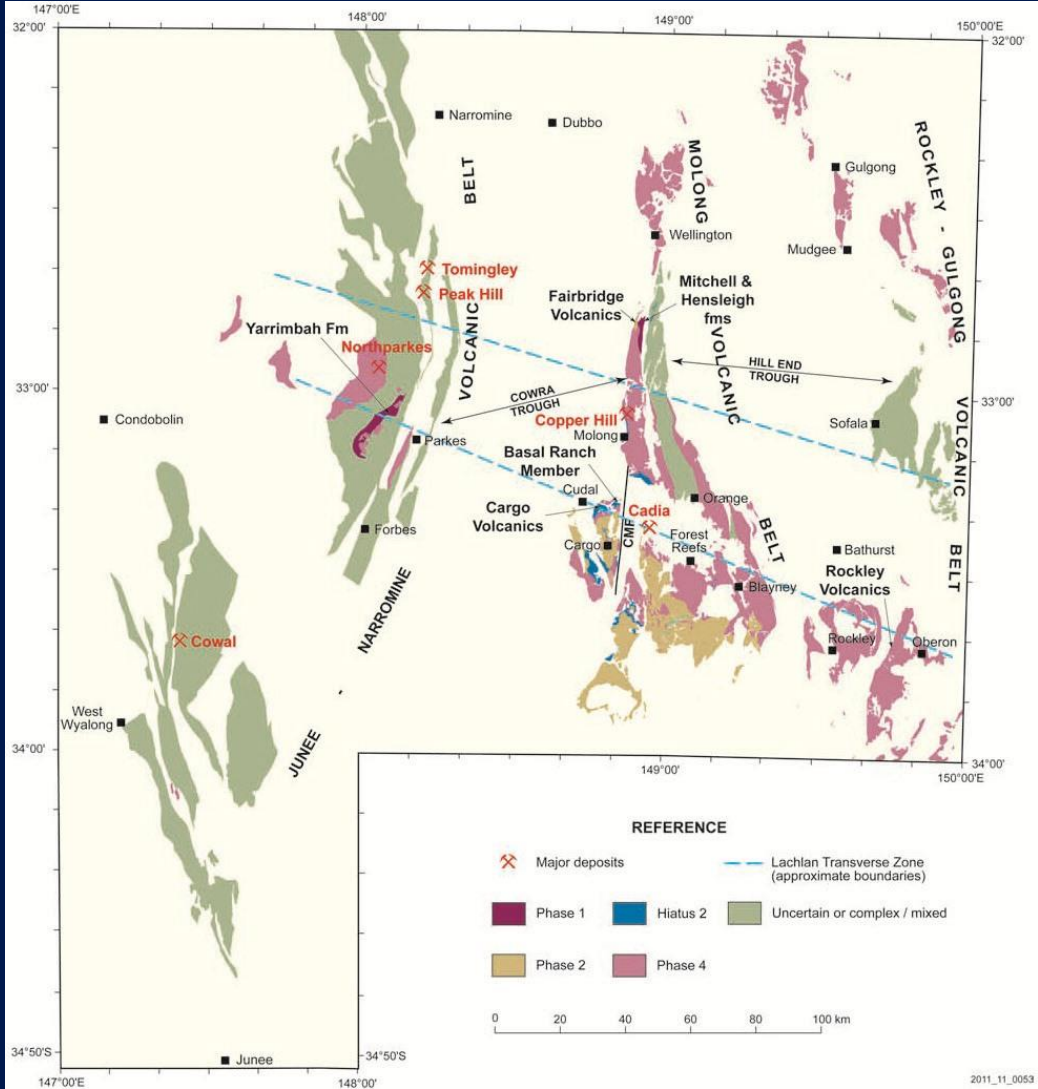 147°00'
148°00'
149°00'
150°00'
32°00'
32°00'
Narromine
Dubbo
BELT
MOLONG
ROCKLEY - GULGONG
Gulgong
Wellington
Mudgee
Tomingley
Peak Hill
Fairbridge
Volcanics
Mitchell &
Hensleigh
fms
Yarrimbah Fm
Northparkes
VOLCANIC
VOLCANIC
HILL END
TROUGH
33°00'
33°00'
COWRA
TROUGH
Condobolin
Copper Hill
Sofala
VOLCANIC
Parkes
Molong
Basal Ranch
Member
Cudal
Orange
Cargo
Volcanics
Cadia
Forbes
CMF
Cargo
Forest
Reefs
BELT
Bathurst
BELT
Blayney
Rockley
Volcanics
NARROMINE
Cowal
Rockley
Oberon
West
Wyalong
-
34°00'
JUNEE
34°00'
149°00'
150°00'
REFERENCE
Major deposits
Lachlan Transverse Zone
(approximate boundaries)
Phase 1
Hiatus 2
Uncertain or complex / mixed
Phase 2
Phase 4
0 20 40 60 80 100 km
34°50'S
34°50'S
Junee
147°00'
148°00'
2011_11_0053